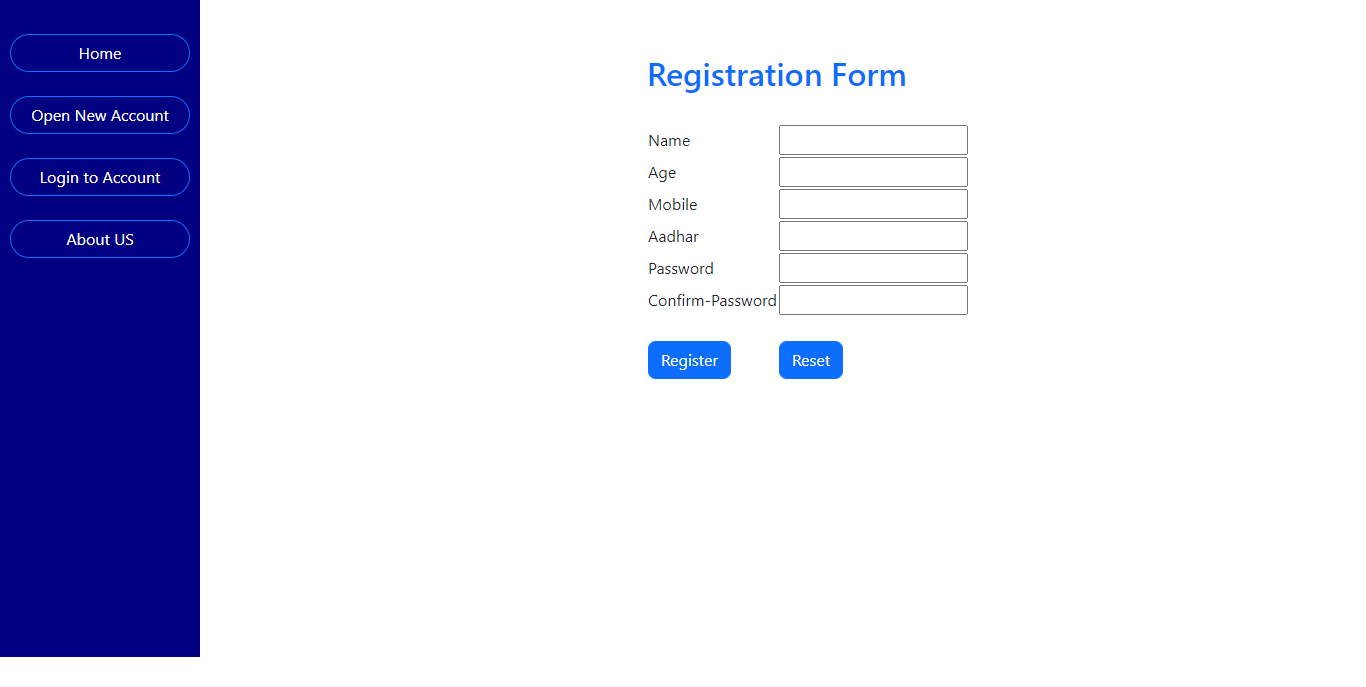 Home
Open New Account
Login to Account
About US
Registration Form
Name
Age
Mobile
Aadhar
Password
Confirm-Password
Register Reset